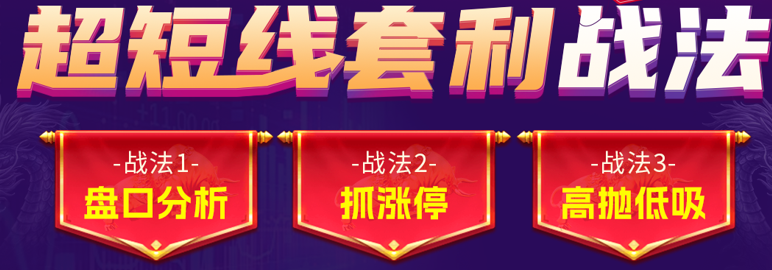 超短线套利战法
-战法1-
盘口分析
-战法2-
抓涨停
-战法3-
高抛低吸